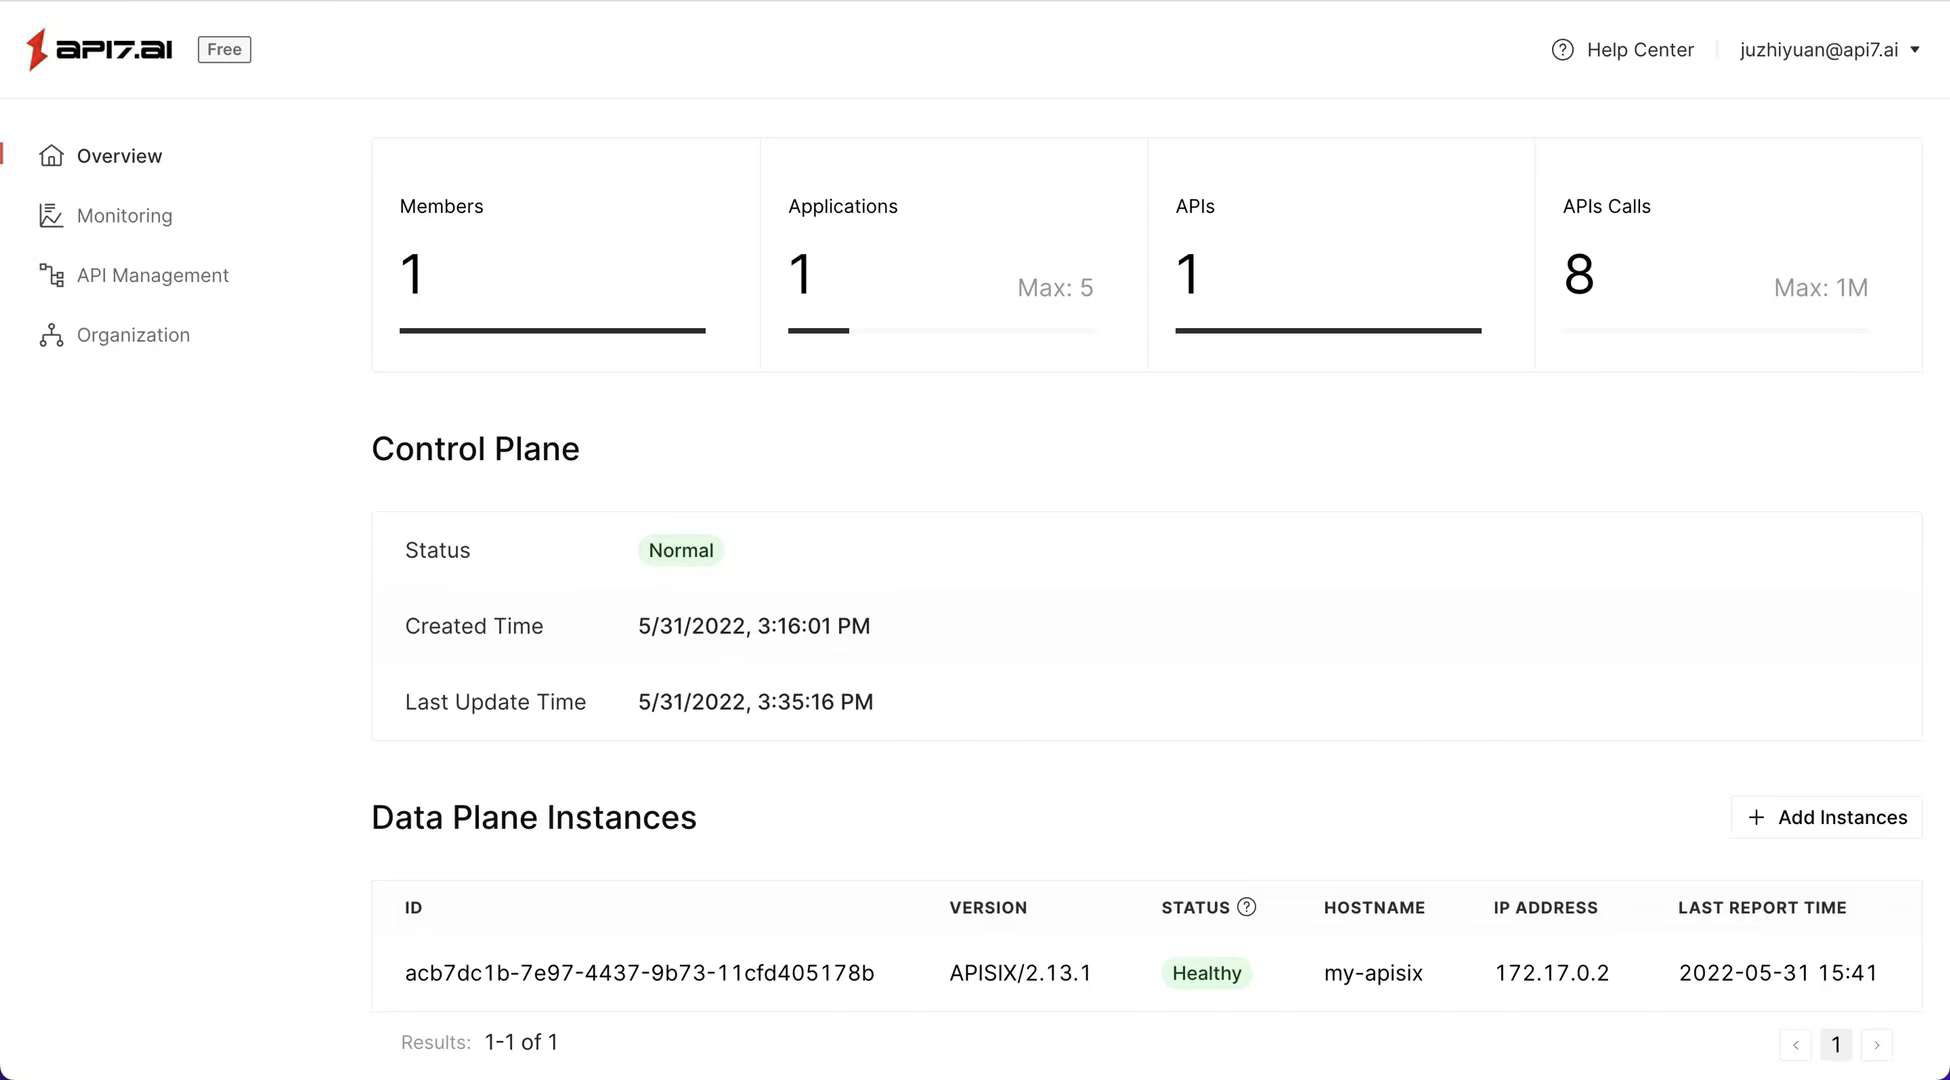 api7.ai Free Help Center juzhiyuan@api7.ai
Overview
Monitoring
API Management
Organization
Members
1
Applications
1 Max: 5
APIs
1
APIs Calls
8 Max: 1M
Control Plane
Status Normal
Created Time 5/31/2022, 3:16:01 PM
Last Update Time 5/31/2022, 3:35:16 PM
Data Plane Instances + Add Instances
ID VERSION STATUS HOSTNAME IP ADDRESS LAST REPORT TIME
acb7dc1b-7e97-4437-9b73-11cfd405178b APISIX/2.13.1 Healthy my-apisix 172.17.0.2 2022-05-31 15:41
Results: 1-1 of 1 < 1 >